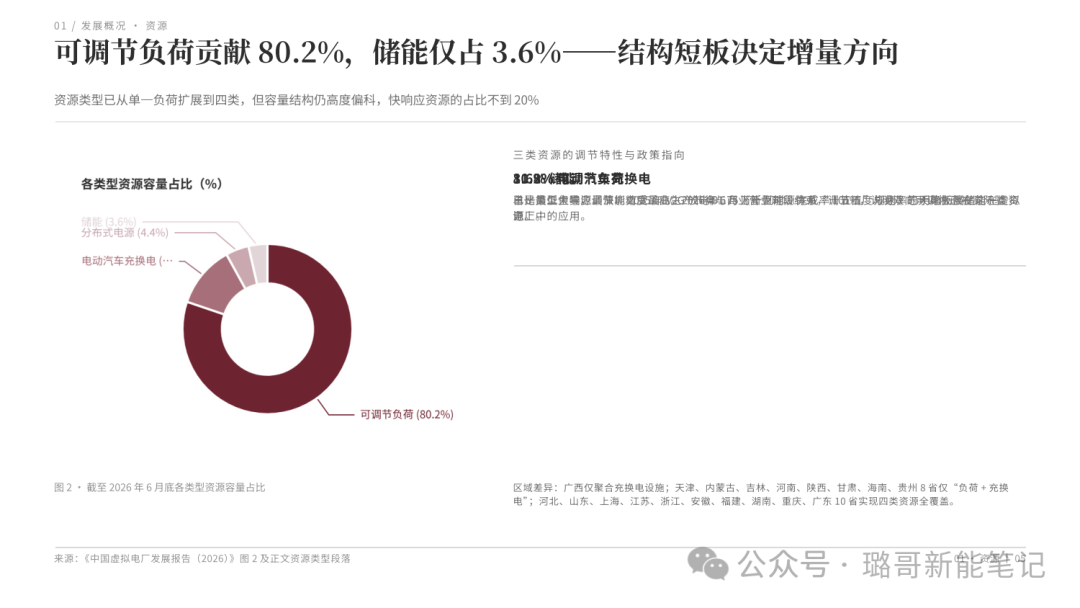 01 / 发展概况 · 资源
可调节负荷贡献 80.2%，储能仅占 3.6%——结构短板决定增量方向
资源类型已从单一负荷扩展到四类，但容量结构仍高度偏科，快响应资源的占比不到 20%
各类型资源容量占比（%）
储能 (3.6%)
分布式电源 (4.4%)
电动汽车充换电 (…
可调节负荷 (80.2%)
图 2 · 截至 2026 年 6 月底各类型资源容量占比
三类资源的调节特性与政策指向
中的应用。
区域差异：广西仅聚合充换电设施；天津、内蒙古、吉林、河南、陕西、甘肃、海南、贵州 8 省仅“负荷 + 充换
电”；河北、山东、上海、江苏、浙江、安徽、福建、湖南、重庆、广东 10 省实现四类资源全覆盖。
来源：《中国虚拟电厂发展报告（2026）》图 2 及正文资源类型段落
公众号 · 璐哥新能笔记